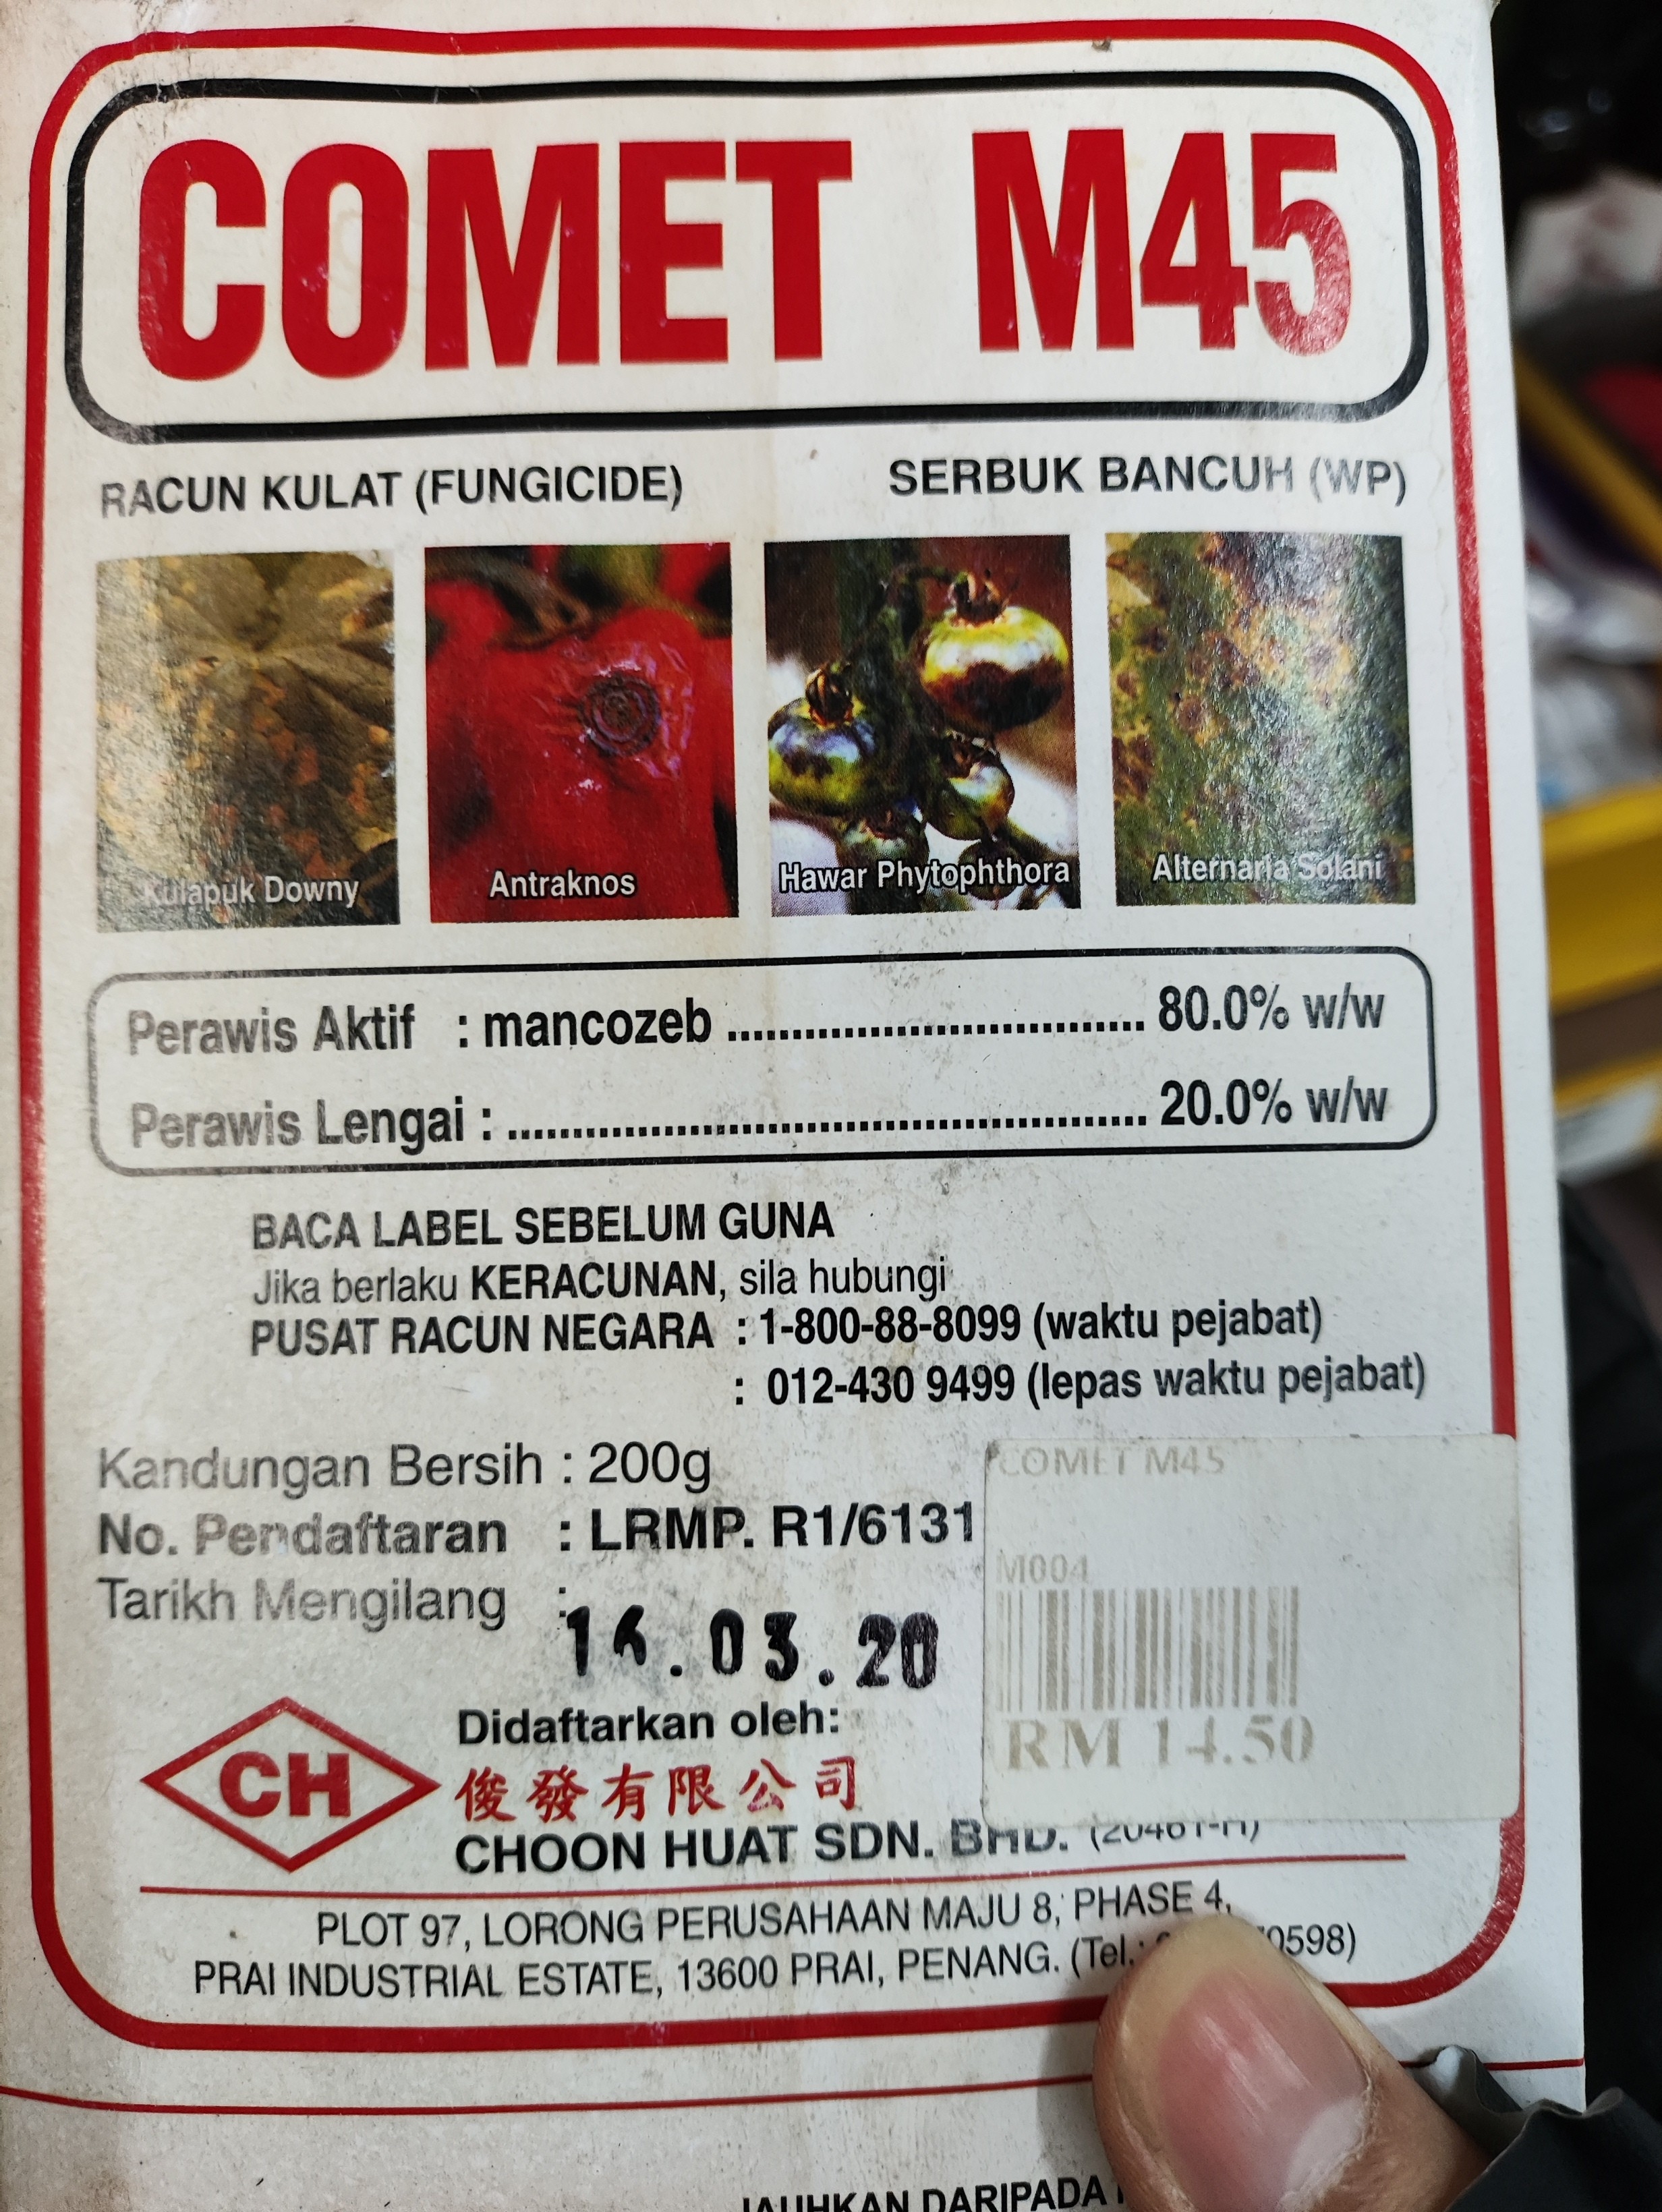 COMET M45
RACUN KULAT (FUNGICIDE) SERBUK BANCUH (WP)
Kulapuk Downy Antraknos Hawar Phytophthora Alternaria Solani
Perawis Aktif : mancozeb ................................ 80.0% w/w
Perawis Lengai : ................................................. 20.0% w/w
BACA LABEL SEBELUM GUNA
Jika berlaku KERACUNAN, sila hubungi
PUSAT RACUN NEGARA : 1-800-88-8099 (waktu pejabat)
: 012-430 9499 (lepas waktu pejabat)
Kandungan Bersih : 200g
No. Pendaftaran : LRMP. R1/6131
Tarikh Mengilang :
.03.20
COMET M45
M004
RM 14.50
CH
Didaftarkan oleh:
俊發有限公司
CHOON HUAT SDN. BHD. (20461-H)
PLOT 97, LORONG PERUSAHAAN MAJU 8, PHASE 4,
PRAI INDUSTRIAL ESTATE, 13600 PRAI, PENANG. (Tel.: 0598)
JAUHKAN DARIPADA